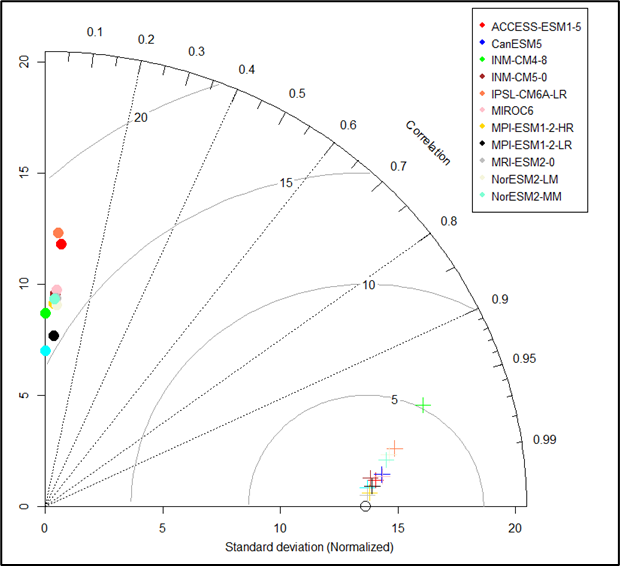 ACCESS-ESM1-5
CanESM5
INM-CM4-8
INM-CM5-0
IPSL-CM6A-LR
MIROC6
MPI-ESM1-2-HR
MPI-ESM1-2-LR
MRI-ESM2-0
NorESM2-LM
NorESM2-MM
0.1
0.2
0.3
0.4
0.5
0.6
0.7
0.8
0.9
0.95
0.99
Correlation
20
15
10
5
0
20
15
10
5
0 5 10 15 20
Standard deviation (Normalized)